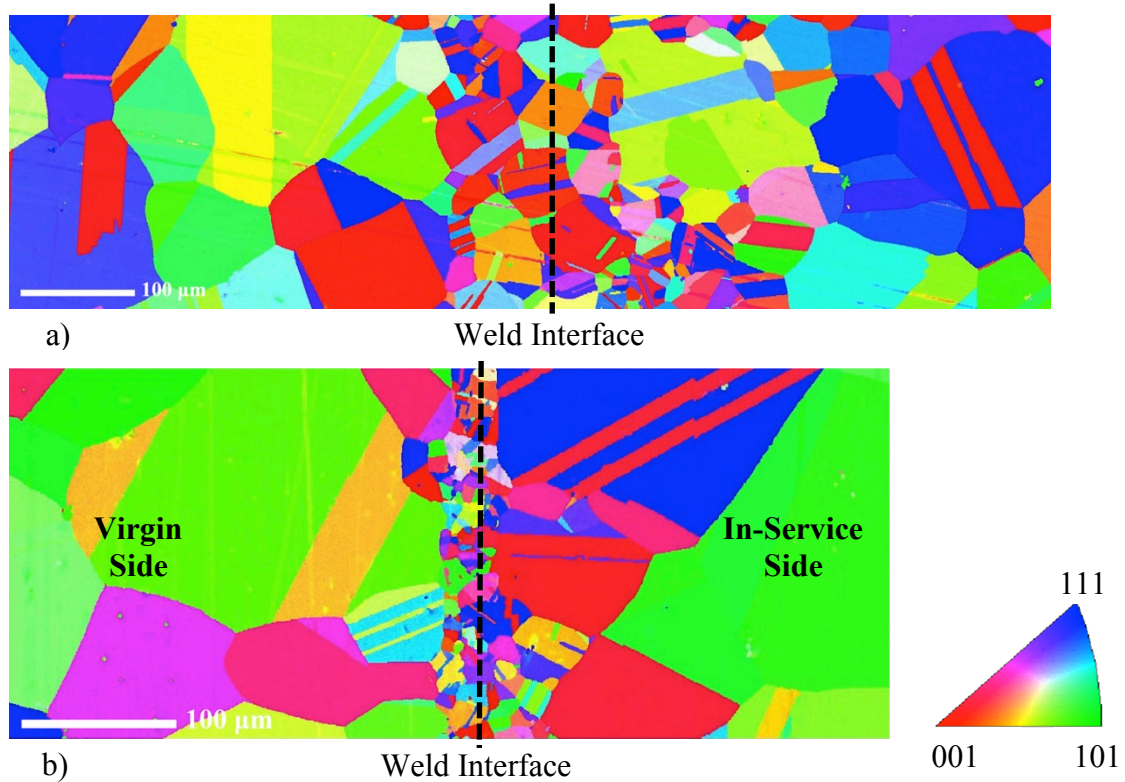 100 μm
a)
Weld Interface
Virgin
Side
In-Service
Side
111
100 μm
001
101
b)
Weld Interface